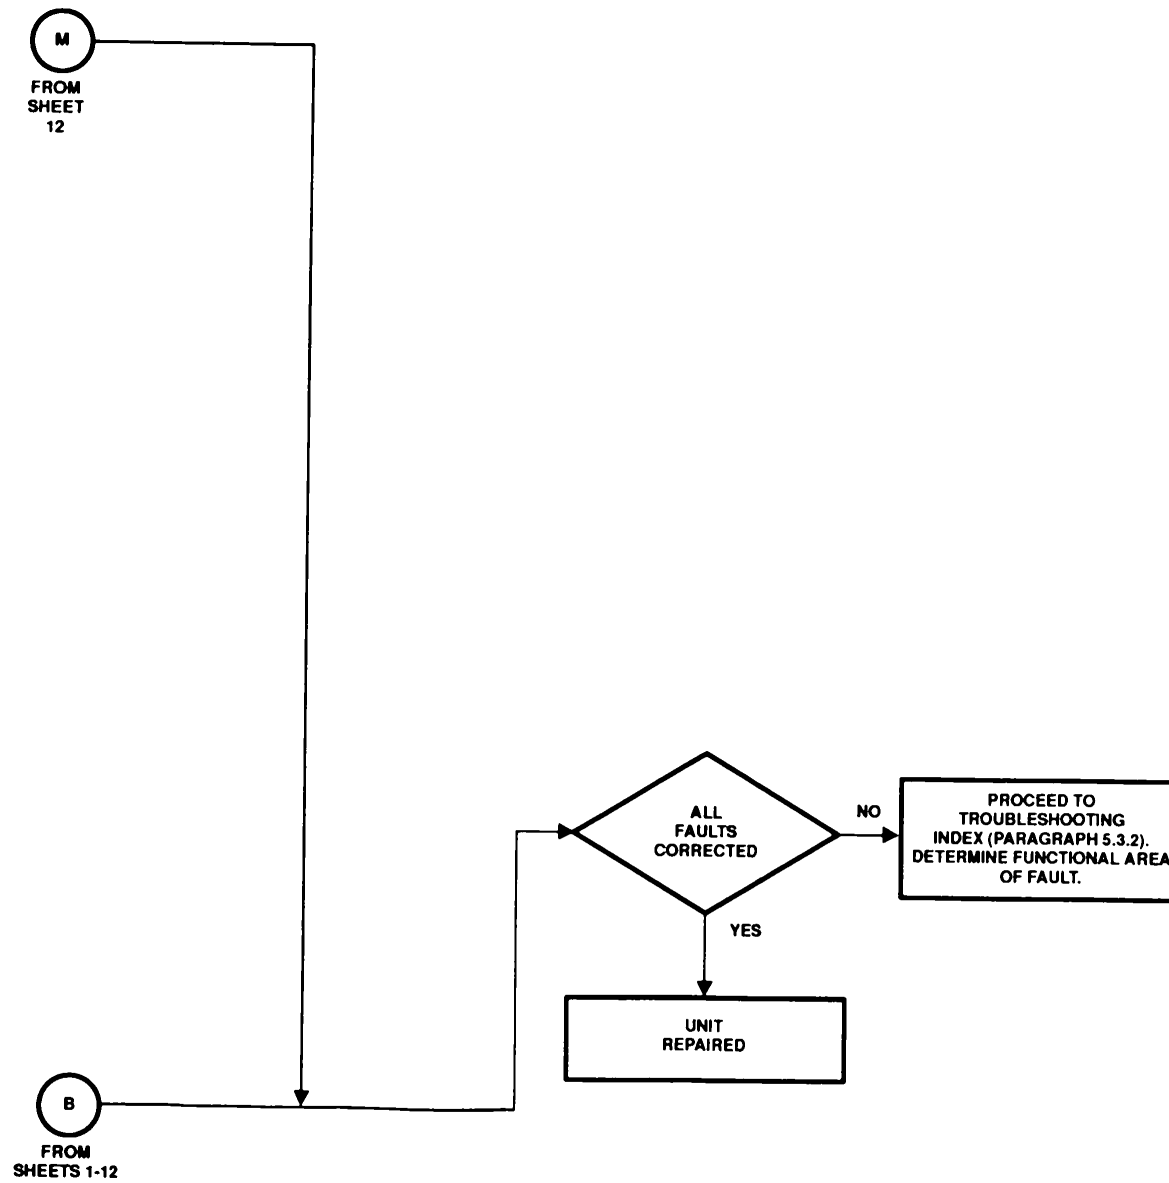 M
FROM
SHEET
12
ALL
FAULTS
CORRECTED
NO
PROCEED TO
TROUBLESHOOTING
INDEX (PARAGRAPH 5.3.2).
DETERMINE FUNCTIONAL AREA
OF FAULT.
YES
UNIT
REPAIRED
B
FROM
SHEETS 1-12